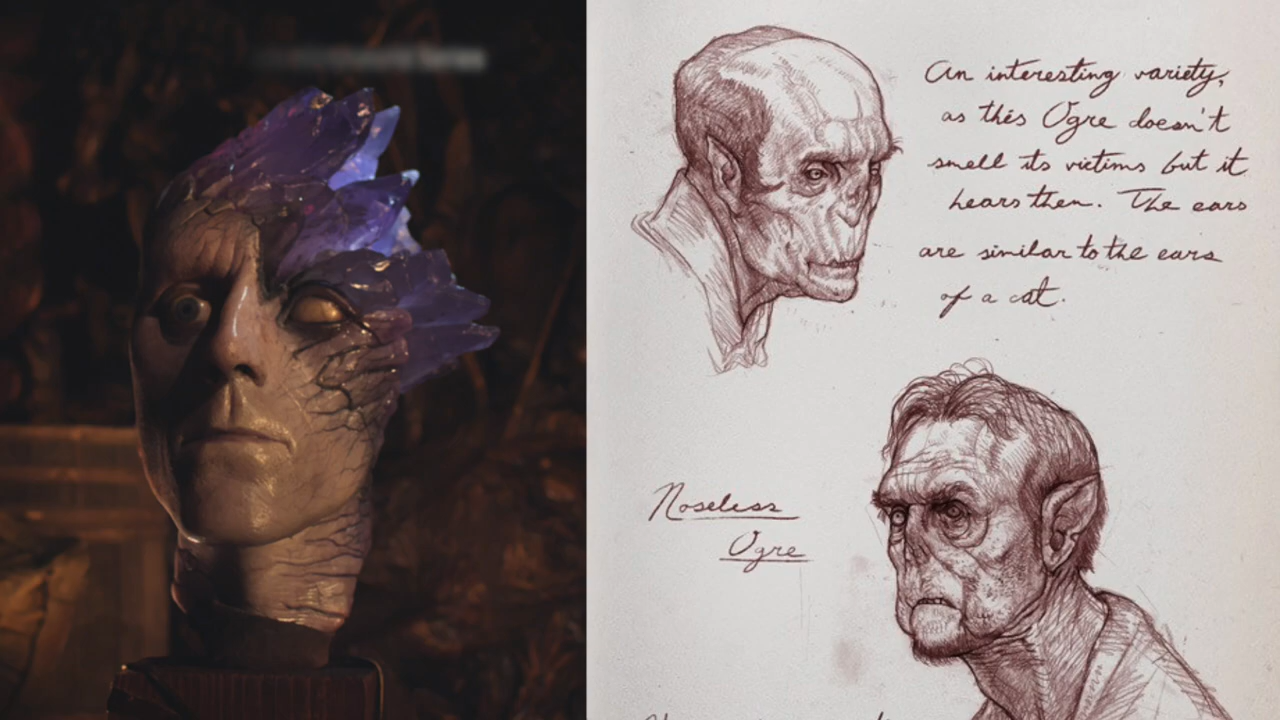 An interesting variety,
as this Ogre doesn't
smell its victims but it
hears them. The ears
are similar to the ears
of a cat.
Noseless
Ogre